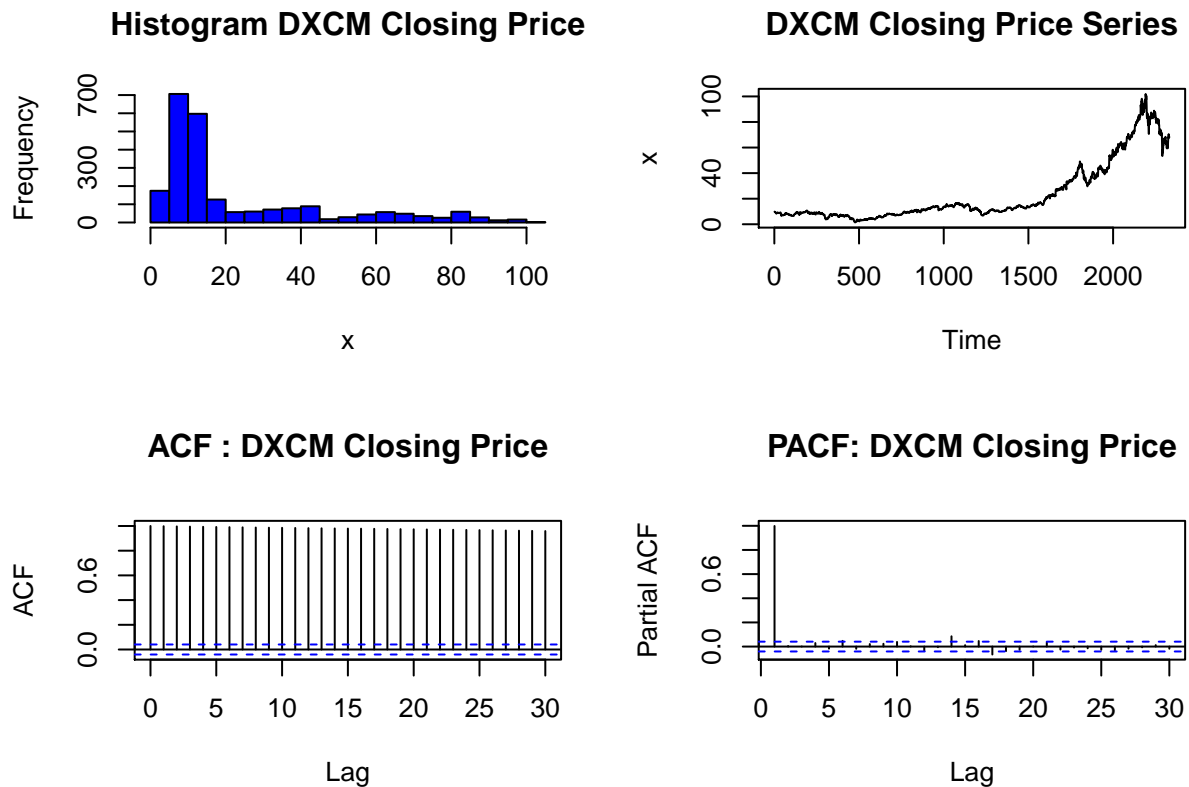 Histogram DXCM Closing Price
Frequency
0 300 700
0 20 40 60 80 100
x
DXCM Closing Price Series
x
0 40 100
0 500 1000 1500 2000
Time
ACF : DXCM Closing Price
ACF
0.0 0.6
0 5 10 15 20 25 30
Lag
PACF: DXCM Closing Price
Partial ACF
0.0 0.6
0 5 10 15 20 25 30
Lag